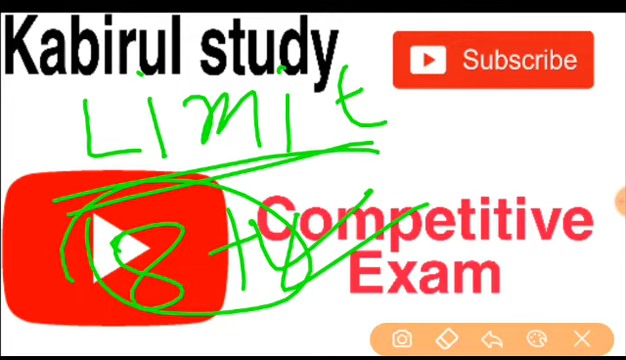 Kabirul study
Subscribe
Limit
Competitive
Exam